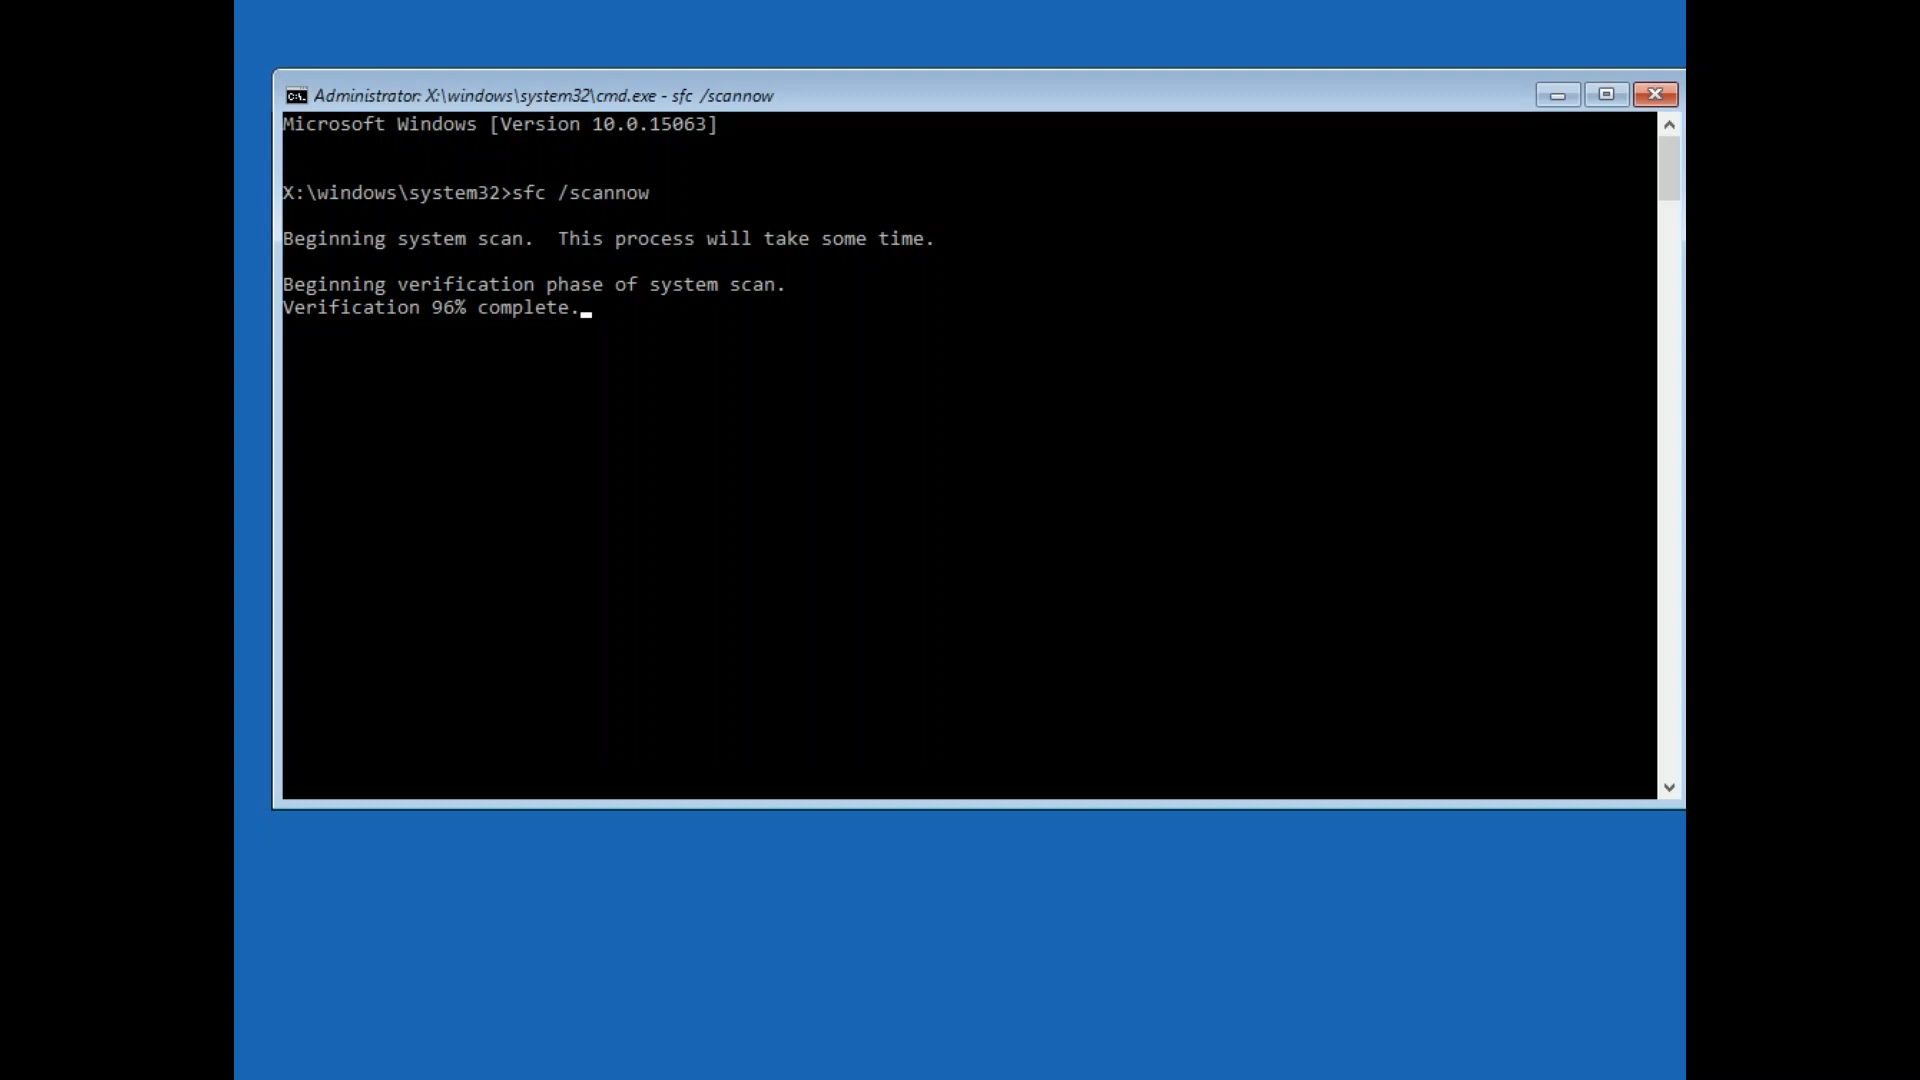 Administrator: X:\windows\system32\cmd.exe - sfc /scannow
Microsoft Windows [Version 10.0.15063]
X:\windows\system32>sfc /scannow
Beginning system scan.  This process will take some time.
Beginning verification phase of system scan.
Verification 96% complete.